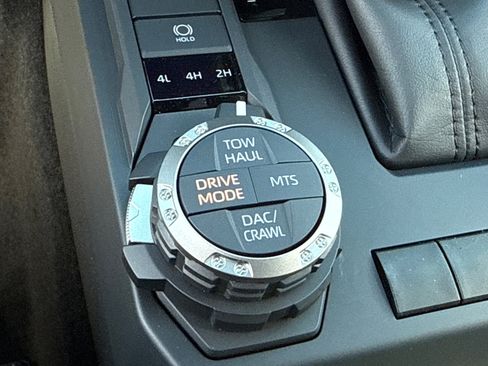 HOLD
4L 4H 2H
TOW
HAUL
DRIVE
MODE
MTS
DAC/
CRAWL